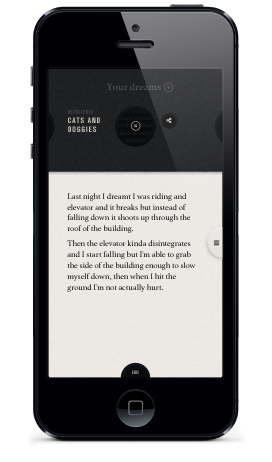 Your dreams
CATS AND
DOGGIES
Last night I dreamt I was riding and
elevator and it breaks but instead of
falling down it shoots up through the
roof of the building.
Then the elevator kinda disintegrates
and I start falling but I'm able to grab
the side of the building enough to slow
myself down, then when I hit the
ground I'm not actually hurt.
EDIT